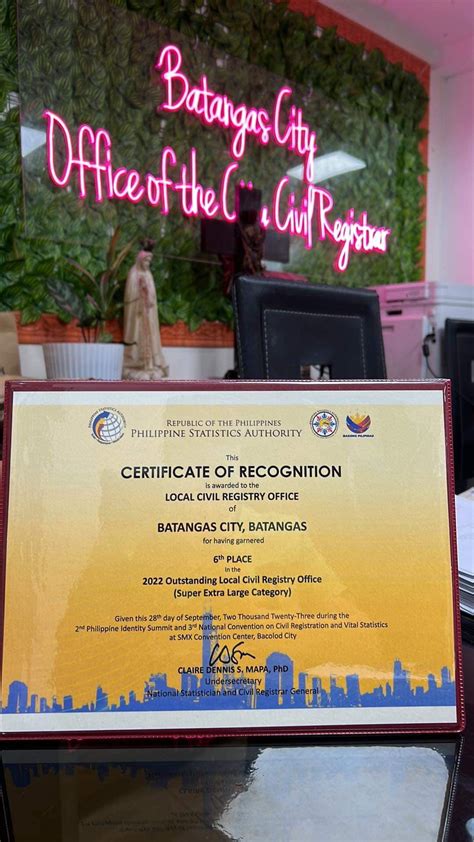 Batangas City
Office of the City Civil Registrar
REPUBLIC OF THE PHILIPPINES
PHILIPPINE STATISTICS AUTHORITY
BAGONG PILIPINAS
This
CERTIFICATE OF RECOGNITION
is awarded to the
LOCAL CIVIL REGISTRY OFFICE
of
BATANGAS CITY, BATANGAS
for having garnered
6th PLACE
in the
2022 Outstanding Local Civil Registry Office
(Super Extra Large Category)
Given this 28th day of September, Two Thousand Twenty-Three during the
2nd Philippine Identity Summit and 3rd National Convention on Civil Registration and Vital Statistics
at SMX Convention Center, Bacolod City
CLAIRE DENNIS S. MAPA, PhD
Undersecretary
National Statistician and Civil Registrar General